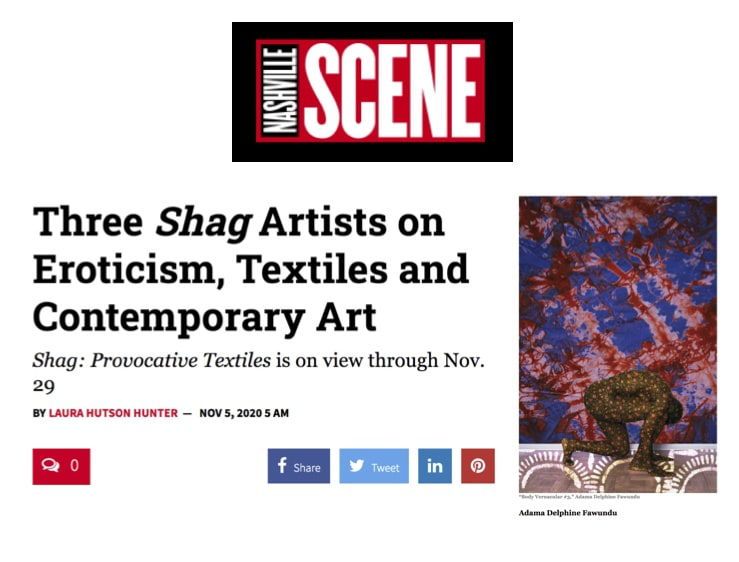 NASHVILLE
SCENE
Three Shag Artists on
Eroticism, Textiles and
Contemporary Art
Shag: Provocative Textiles is on view through Nov.
29
BY LAURA HUTSON HUNTER — NOV 5, 2020 5 AM
0
f Share
Tweet
in
"Body Vernacular #3," Adama Delphine Fawundu
Adama Delphine Fawundu